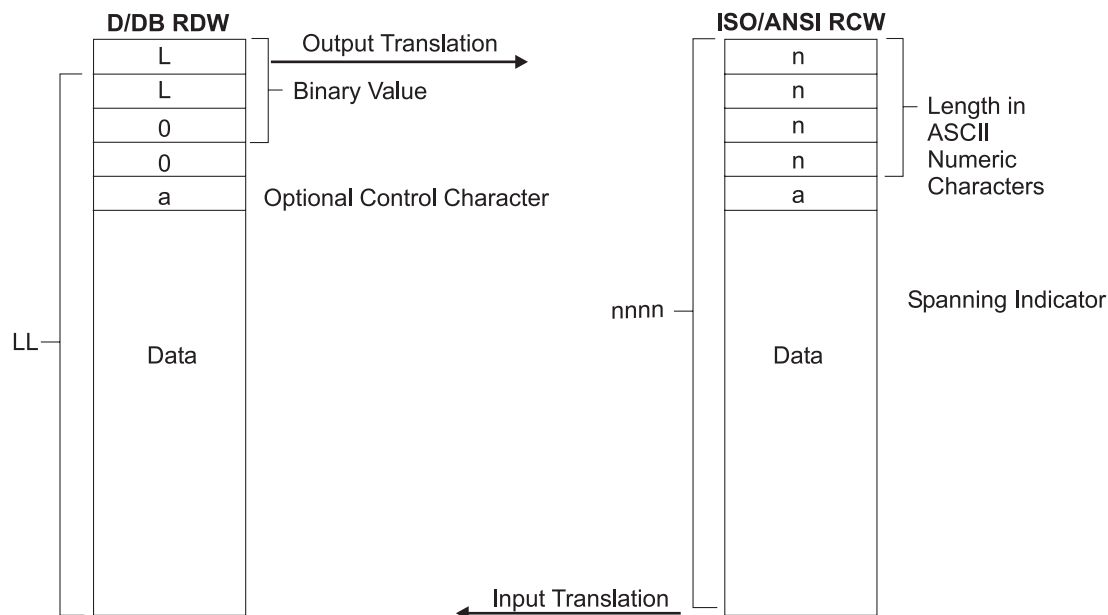 D/DB RDW
ISO/ANSI RCW
Output Translation
L
L
0
0
a
Binary Value
Optional Control Character
LL
Data
n
n
n
n
a
Length in
ASCII
Numeric
Characters
nnnn
Spanning Indicator
Data
Input Translation